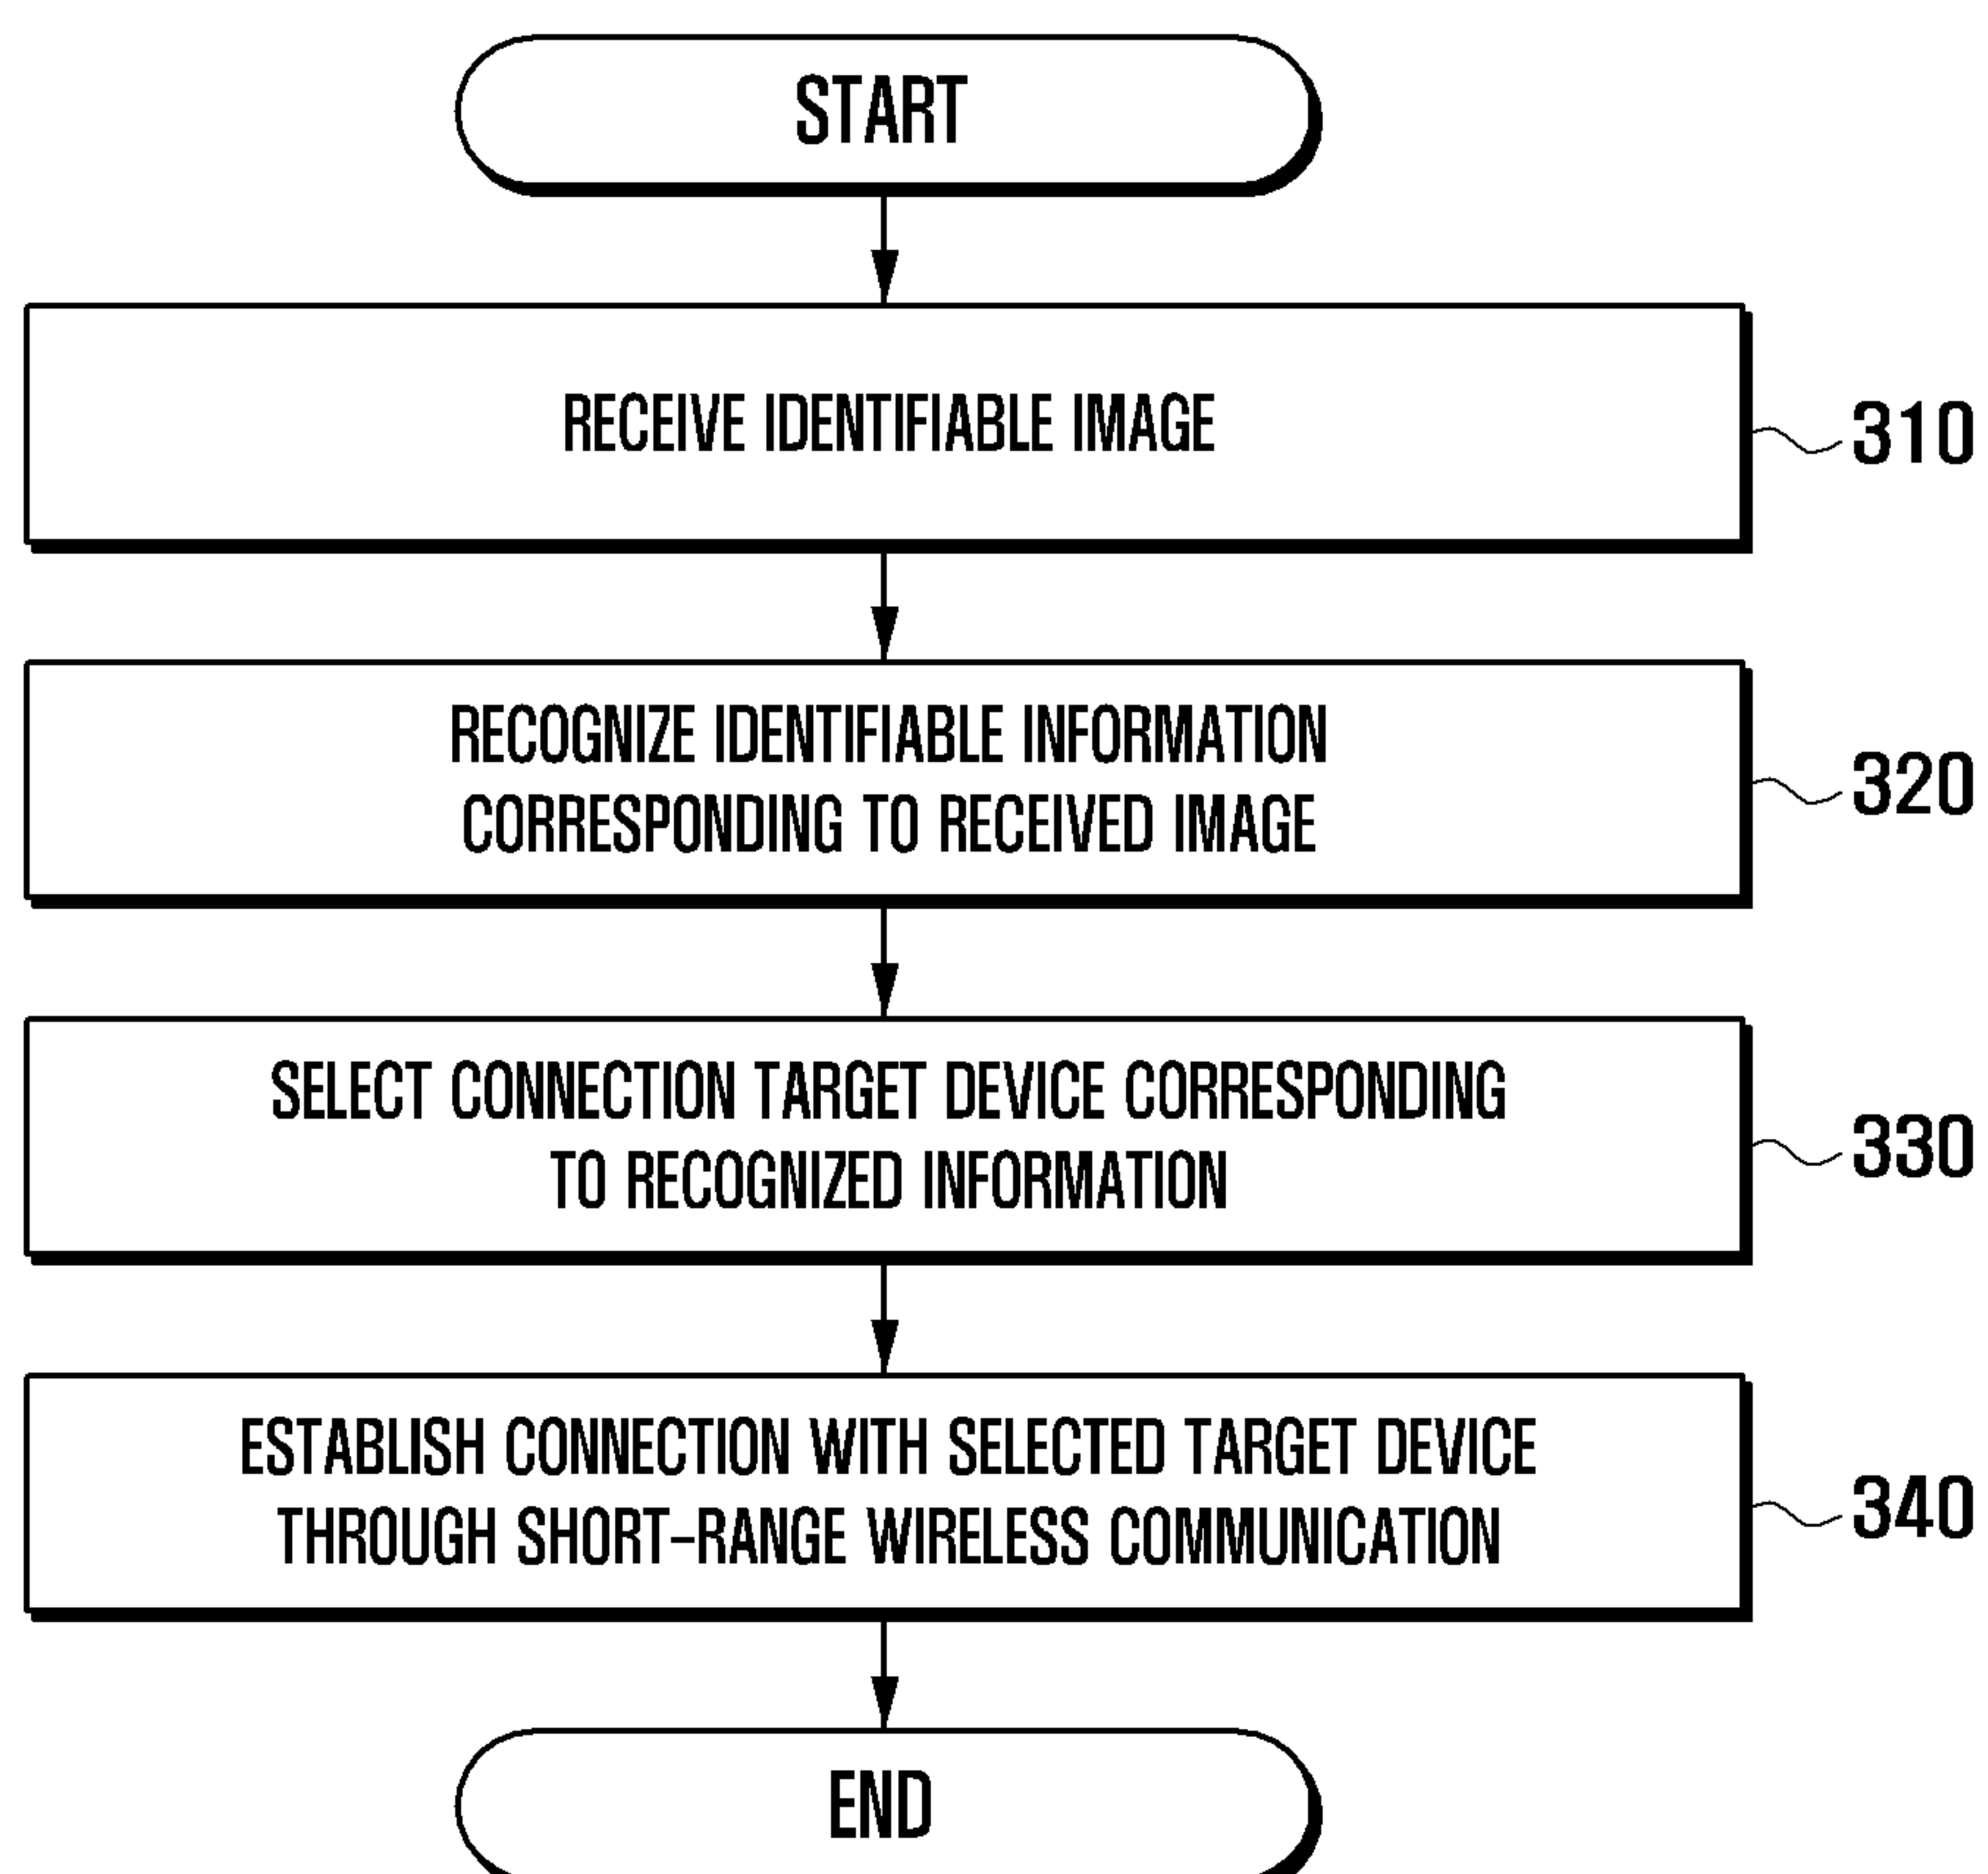 START
RECEIVE IDENTIFIABLE IMAGE
310
RECOGNIZE IDENTIFIABLE INFORMATION
CORRESPONDING TO RECEIVED IMAGE
320
SELECT CONNECTION TARGET DEVICE CORRESPONDING
TO RECOGNIZED INFORMATION
330
ESTABLISH CONNECTION WITH SELECTED TARGET DEVICE
THROUGH SHORT-RANGE WIRELESS COMMUNICATION
340
END